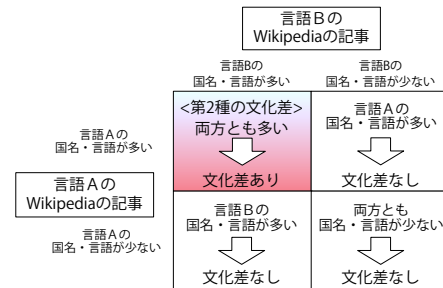 言語Ｂの
Wikipediaの記事
言語Bの
国名・言語が多い
言語Bの
国名・言語が少ない
言語Ａの
国名・言語が多い
<第2種の文化差>
両方とも多い
文化差あり
言語Ａの
国名・言語が多い
文化差なし
言語Ａの
Wikipediaの記事
言語Ａの
国名・言語が少ない
言語Ｂの
国名・言語が多い
文化差なし
両方とも
国名・言語が少ない
文化差なし